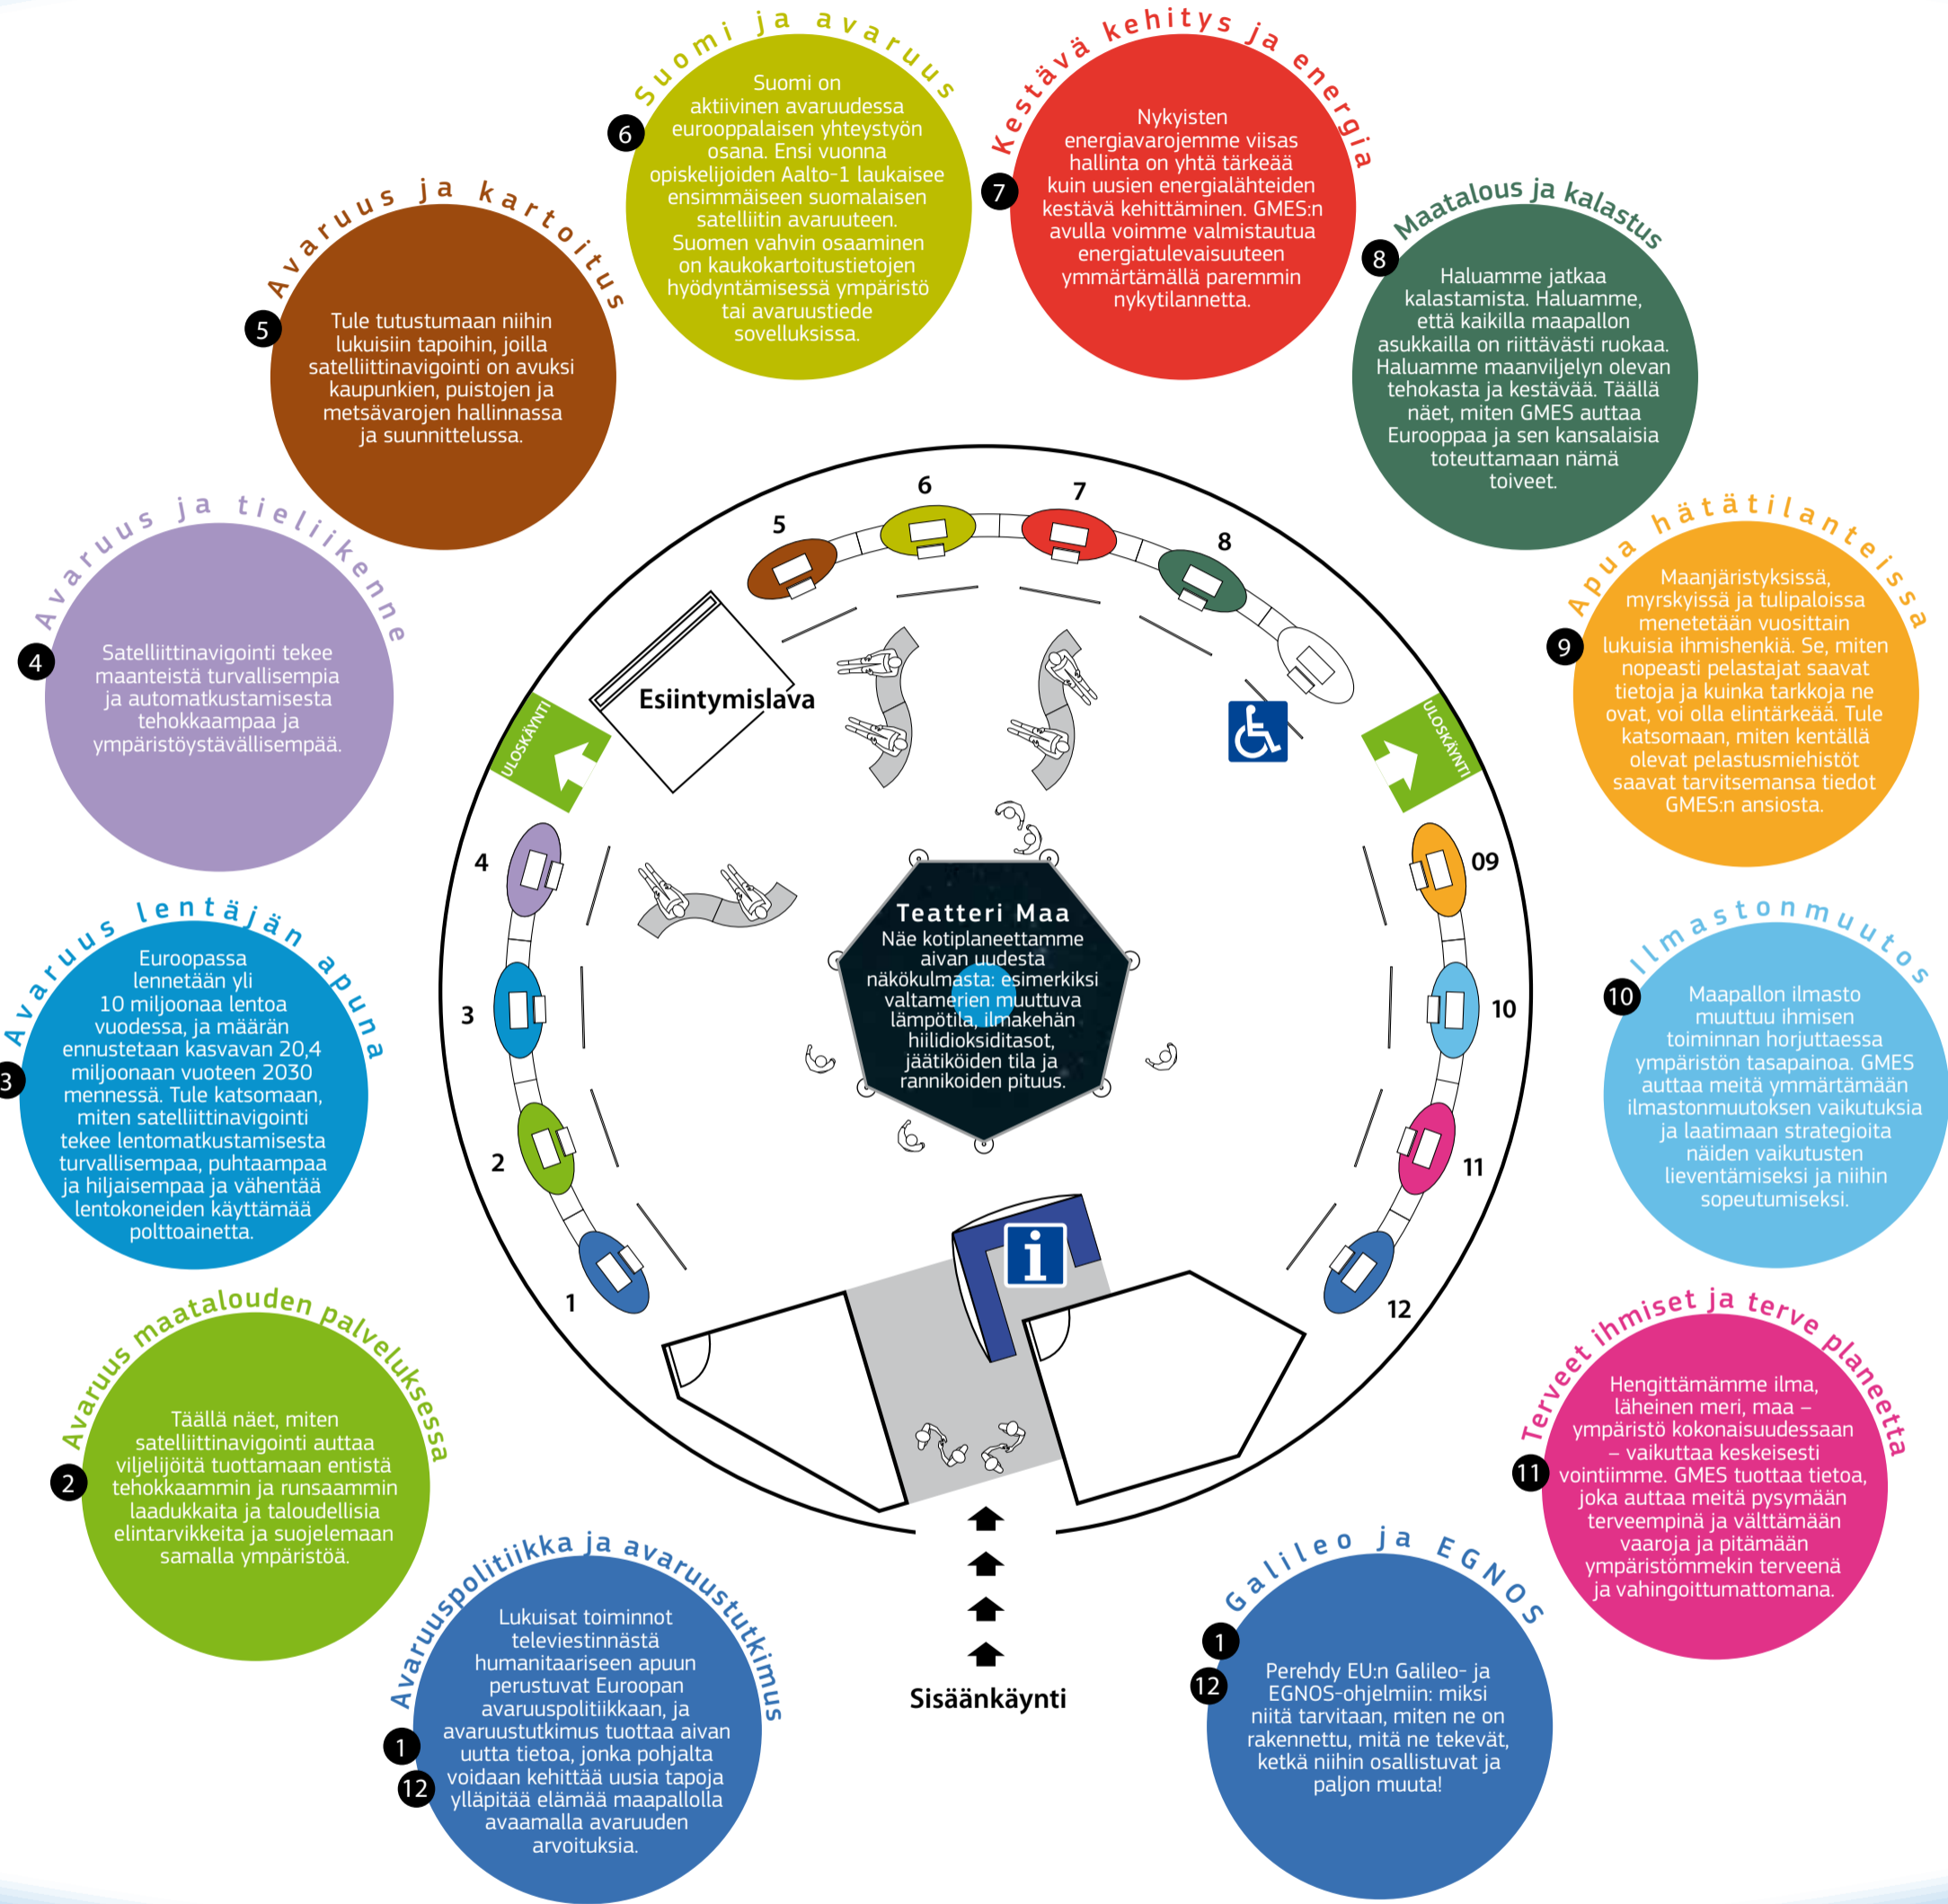 Suomi ja avaruus
6
Suomi on
aktiivinen avaruudessa
eurooppalaisen yhteystyön
osana. Ensi vuonna
opiskelijoiden Aalto-1 laukaisee
ensimmäiseen suomalaisen
satelliitin avaruuteen.
Suomen vahvin osaaminen
on kaukokartoitustietojen
hyödyntämisessä ympäristö
tai avaruustiede
sovelluksissa.
Kestävä kehitys ja energia
7
Nykyisten
energiavarojemme viisas
hallinta on yhtä tärkeää
kuin uusien energialähteiden
kestävä kehittäminen. GMES:n
avulla voimme valmistautua
energiatulevaisuuteen
ymmärtämällä paremmin
nykytilannetta.
Avaruus ja kartoitus
5
Tule tutustumaan niihin
lukuisiin tapoihin, joilla
satelliittinavigointi on avuksi
kaupunkien, puistojen ja
metsävarojen hallinnassa
ja suunnittelussa.
Maatalous ja kalastus
8
Haluamme jatkaa
kalastamista. Haluamme,
että kaikilla maapallon
asukkailla on riittävästi ruokaa.
Haluamme maanviljelyn olevan
tehokasta ja kestävää. Täällä
näet, miten GMES auttaa
Eurooppaa ja sen kansalaisia
toteuttamaan nämä
toiveet.
Avaruus ja tieliikenne
4
Satelliittinavigointi tekee
maanteistä turvallisempia
ja automatkustamisesta
tehokkaampaa ja
ympäristöystävällisempää.
Apua hätätilanteissa
9
Maanjäristyksissä,
myrskyissä ja tulipaloissa
menetetään vuosittain
lukuisia ihmishenkiä. Se, miten
nopeasti pelastajat saavat
tietoja ja kuinka tarkkoja ne
ovat, voi olla elintärkeää. Tule
katsomaan, miten kentällä
olevat pelastusmiehistöt
saavat tarvitsemansa tiedot
GMES:n ansiosta.
5
6
7
8
Esiintymislava
ULOSKÄYNTI
ULOSKÄYNTI
4
09
3
10
2
11
1
12
Teatteri Maa
Näe kotiplaneettamme
aivan uudesta
näkökulmasta: esimerkiksi
valtamerien muuttuva
lämpötila, ilmakehän
hiilidioksiditasot,
jäätiköiden tila ja
rannikoiden pituus.
i
Sisäänkäynti
Avaruus lentäjän apuna
3
Euroopassa
lennetään yli
10 miljoonaa lentoa
vuodessa, ja määrän
ennustetaan kasvavan 20,4
miljoonaan vuoteen 2030
mennessä. Tule katsomaan,
miten satelliittinavigointi
tekee lentomatkustamisesta
turvallisempaa, puhtaampaa
ja hiljaisempaa ja vähentää
lentokoneiden käyttämää
polttoainetta.
Ilmastonmuutos
10
Maapallon ilmasto
muuttuu ihmisen
toiminnan horjuttaessa
ympäristön tasapainoa. GMES
auttaa meitä ymmärtämään
ilmastonmuutoksen vaikutuksia
ja laatimaan strategioita
näiden vaikutusten
lieventämiseksi ja niihin
sopeutumiseksi.
Avaruus maatalouden palveluksessa
2
Täällä näet, miten
satelliittinavigointi auttaa
viljelijöitä tuottamaan entistä
tehokkaammin ja runsaammin
laadukkaita ja taloudellisia
elintarvikkeita ja suojelemaan
samalla ympäristöä.
Terveet ihmiset ja terve planeetta
11
Hengittämämme ilma,
läheinen meri, maa –
ympäristö kokonaisuudessaan
– vaikuttaa keskeisesti
vointiimme. GMES tuottaa tietoa,
joka auttaa meitä pysymään
terveempinä ja välttämään
vaaroja ja pitämään
ympäristömmekin terveenä
ja vahingoittumattomana.
Avaruuspolitiikka ja avaruustutkimus
1
12
Lukuisat toiminnot
televiestinnästä
humanitaariseen apuun
perustuvat Euroopan
avaruuspolitiikkaan, ja
avaruustutkimus tuottaa aivan
uutta tietoa, jonka pohjalta
voidaan kehittää uusia tapoja
ylläpitää elämää maapallolla
avaamalla avaruuden
arvoituksia.
Galileo ja EGNOS
1
12
Perehdy EU:n Galileo- ja
EGNOS-ohjelmiin: miksi
niitä tarvitaan, miten ne on
rakennettu, mitä ne tekevät,
ketkä niihin osallistuvat ja
paljon muuta!